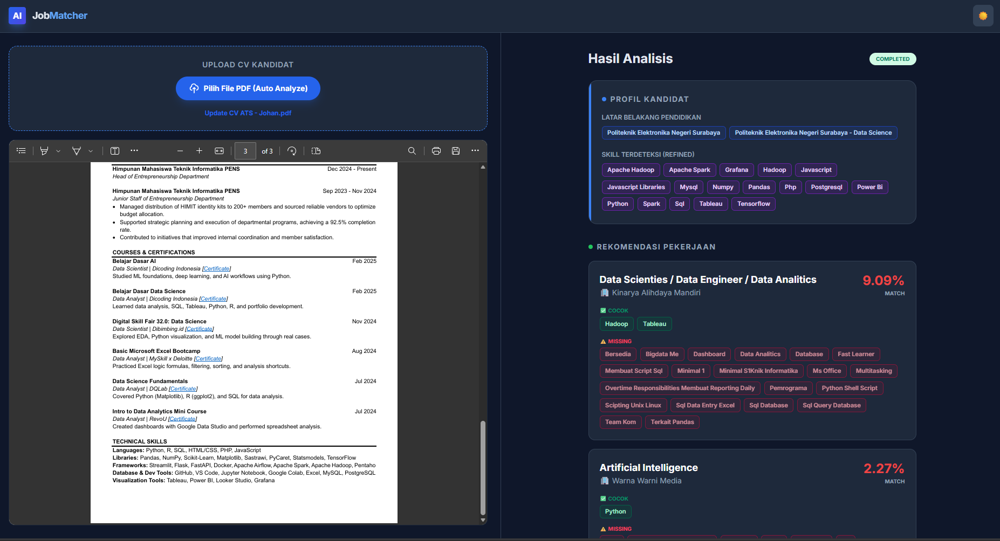 AI JobMatcher
UPLOAD CV KANDIDAT
Pilih File PDF (Auto Analyze)
Update CV ATS - Johan.pdf
3 of 3
Himpunan Mahasiswa Teknik Informatika PENS Dec 2024 - Present
Head of Entrepreneurship Department
Himpunan Mahasiswa Teknik Informatika PENS Sep 2023 - Nov 2024
Junior Staff of Entrepreneurship Department
• Managed distribution of HIMIT identity kits to 200+ members and sourced reliable vendors to optimize
budget allocation.
• Supported strategic planning and execution of departmental programs, achieving a 92.5% completion
rate.
• Contributed to initiatives that improved internal coordination and member satisfaction.
COURSES & CERTIFICATIONS
Belajar Dasar AI Feb 2025
Data Scientist | Dicoding Indonesia [Certificate]
Studied ML foundations, deep learning, and AI workflows using Python.
Belajar Dasar Data Science Feb 2025
Data Analyst | Dicoding Indonesia [Certificate]
Learned data analysis, SQL, Tableau, Python, R, and portfolio development.
Digital Skill Fair 32.0: Data Science Nov 2024
Data Scientist | Dibimbing.id [Certificate]
Explored EDA, Python visualization, and ML model building through real cases.
Basic Microsoft Excel Bootcamp Aug 2024
Data Analyst | MySkill x Deloitte [Certificate]
Practiced Excel logic formulas, filtering, sorting, and analysis shortcuts.
Data Science Fundamentals Jul 2024
Data Analyst | DQLab [Certificate]
Covered Python (Matplotlib), R (ggplot2), and SQL for data analysis.
Intro to Data Analytics Mini Course Jul 2024
Data Analyst | RevoU [Certificate]
Created dashboards with Google Data Studio and performed spreadsheet analysis.
TECHNICAL SKILLS
Languages: Python, R, SQL, HTML/CSS, PHP, JavaScript
Libraries: Pandas, NumPy, Scikit-Learn, Matplotlib, Sastrawi, PyCaret, Statsmodels, TensorFlow
Frameworks: Streamlit, Flask, FastAPI, Docker, Apache Airflow, Apache Spark, Apache Hadoop, Pentaho
Database & Dev Tools: GitHub, VS Code, Jupyter Notebook, Google Colab, Excel, MySQL, PostgreSQL
Visualization Tools: Tableau, Power BI, Looker Studio, Grafana
Hasil Analisis COMPLETED
PROFIL KANDIDAT
LATAR BELAKANG PENDIDIKAN
Politeknik Elektronika Negeri Surabaya Politeknik Elektronika Negeri Surabaya - Data Science
SKILL TERDETEKSI (REFINED)
Apache Hadoop Apache Spark Grafana Hadoop Javascript
Javascript Libraries Mysql Numpy Pandas Php Postgresql Power Bi
Python Spark Sql Tableau Tensorflow
REKOMENDASI PEKERJAAN
Data Scienties / Data Engineer / Data Analitics 9.09%
Kinarya Alihdaya Mandiri MATCH
COCOK
Hadoop Tableau
MISSING
Bersedia Bigdata Me Dashboard Data Analitics Database Fast Learner
Membuat Script Sql Minimal 1 Minimal S1Knik Informatika Ms Office Multitasking
Overtime Responsibilities Membuat Reporting Daily Pemrograma Python Shell Script
Scipting Unix Linux Sql Data Entry Excel Sql Database Sql Query Database
Team Kom Terkait Pandas
Artificial Intelligence 2.27%
Warna Warni Media MATCH
COCOK
Python
MISSING